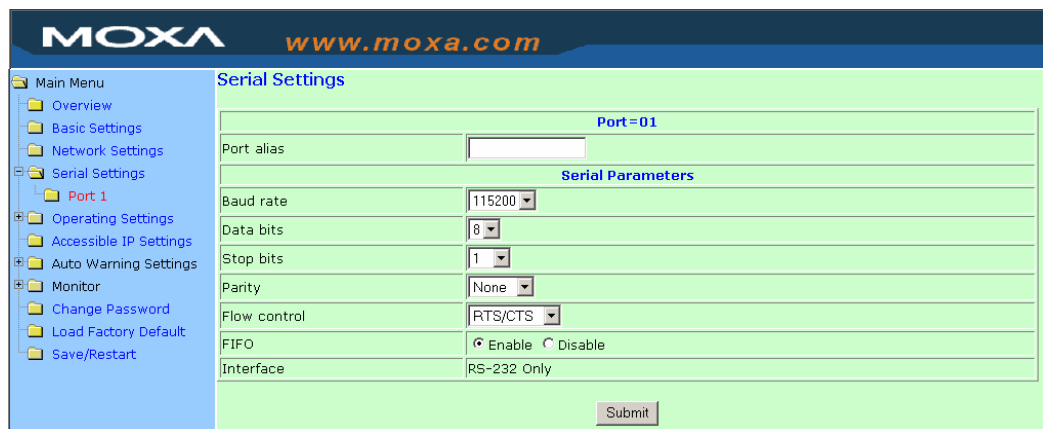 MOXA www.moxa.com
Main Menu
Overview
Basic Settings
Network Settings
Serial Settings
Port 1
Operating Settings
Accessible IP Settings
Auto Warning Settings
Monitor
Change Password
Load Factory Default
Save/Restart
Serial Settings
Port=01
Port alias
Serial Parameters
Baud rate 115200
Data bits 8
Stop bits 1
Parity None
Flow control RTS/CTS
FIFO Enable Disable
Interface RS-232 Only
Submit